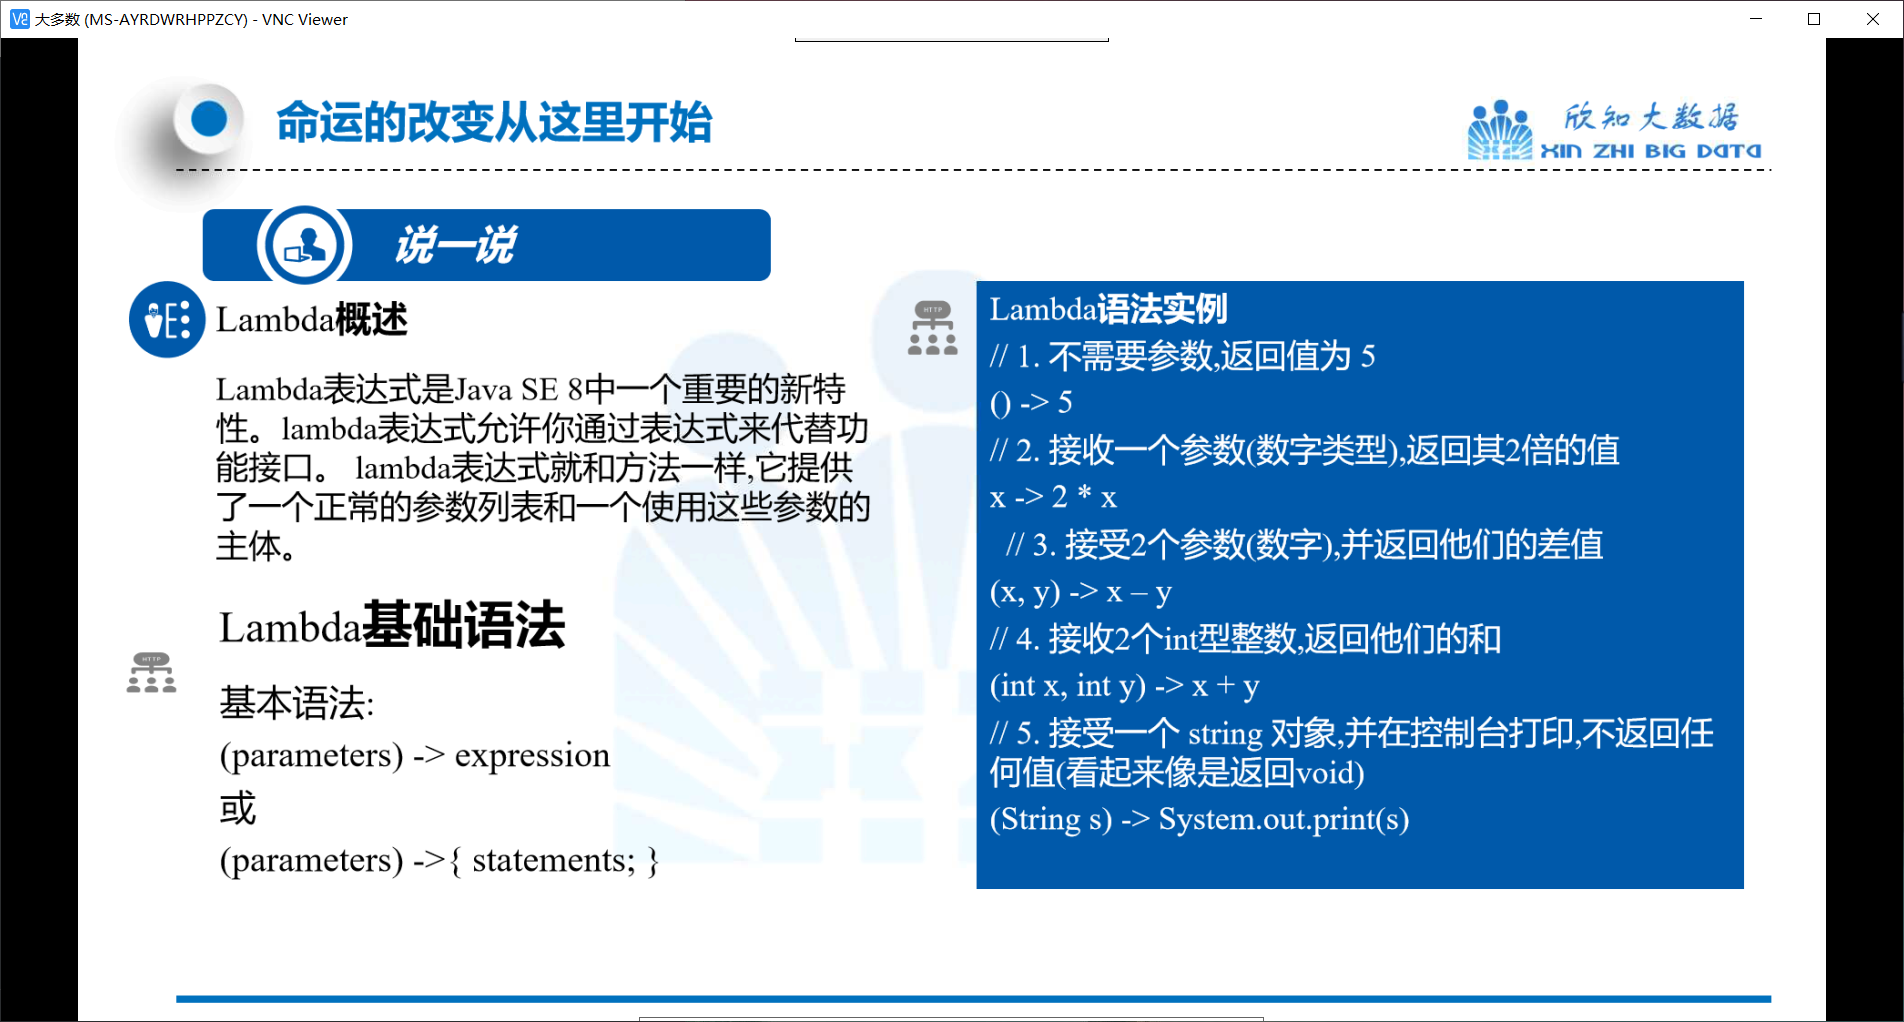 大多数 (MS-AYRDWRHPPZCY) - VNC Viewer
命运的改变从这里开始
欣知大数据
XIN ZHI BIG DATA
说一说
Lambda概述
Lambda表达式是Java SE 8中一个重要的新特
性。lambda表达式允许你通过表达式来代替功
能接口。 lambda表达式就和方法一样,它提供
了一个正常的参数列表和一个使用这些参数的
主体。
Lambda基础语法
HTTP
基本语法:
(parameters) -> expression
或
(parameters) ->{ statements; }
HTTP
Lambda语法实例
// 1. 不需要参数,返回值为 5
() -> 5
// 2. 接收一个参数(数字类型),返回其2倍的值
x -> 2 * x
// 3. 接受2个参数(数字),并返回他们的差值
(x, y) -> x – y
// 4. 接收2个int型整数,返回他们的和
(int x, int y) -> x + y
// 5. 接受一个 string 对象,并在控制台打印,不返回任
何值(看起来像是返回void)
(String s) -> System.out.print(s)